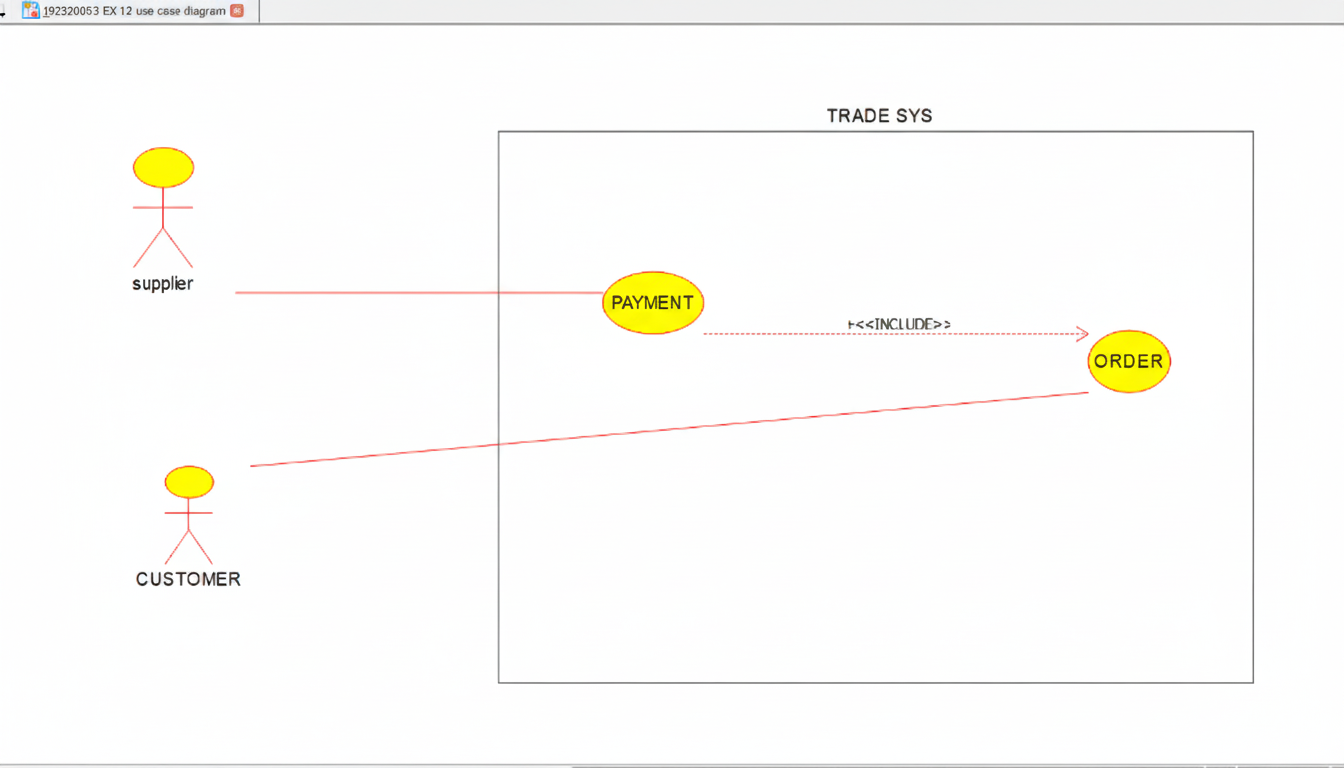 192320053 EX 12 use case diagram
TRADE SYS
supplier
PAYMENT
+<<INCLUDE>>
ORDER
CUSTOMER